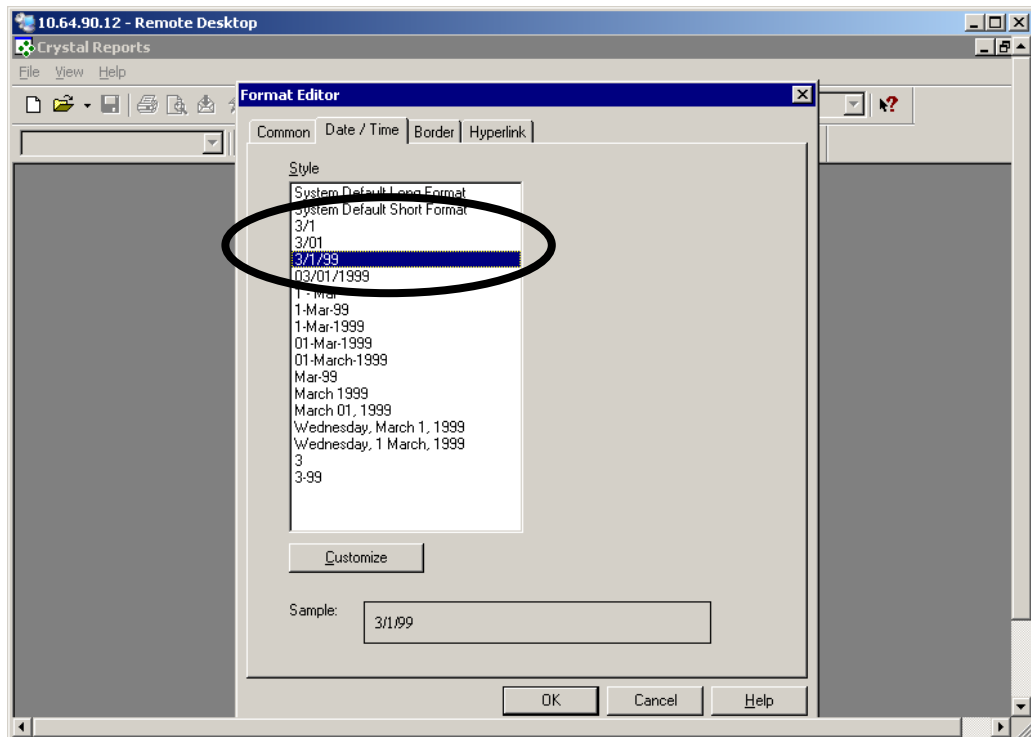 10.64.90.12 - Remote Desktop
Crystal Reports
File View Help
Format Editor
Common Date / Time Border Hyperlink
Style
System Default Long Format
System Default Short Format
3/1
3/01
3/1/99
03/01/1999
1 - Mar
1-Mar-99
1-Mar-1999
01-Mar-1999
01-March-1999
Mar-99
March 1999
March 01, 1999
Wednesday, March 1, 1999
Wednesday, 1 March, 1999
3
3-99
Customize
Sample:
3/1/99
OK Cancel Help